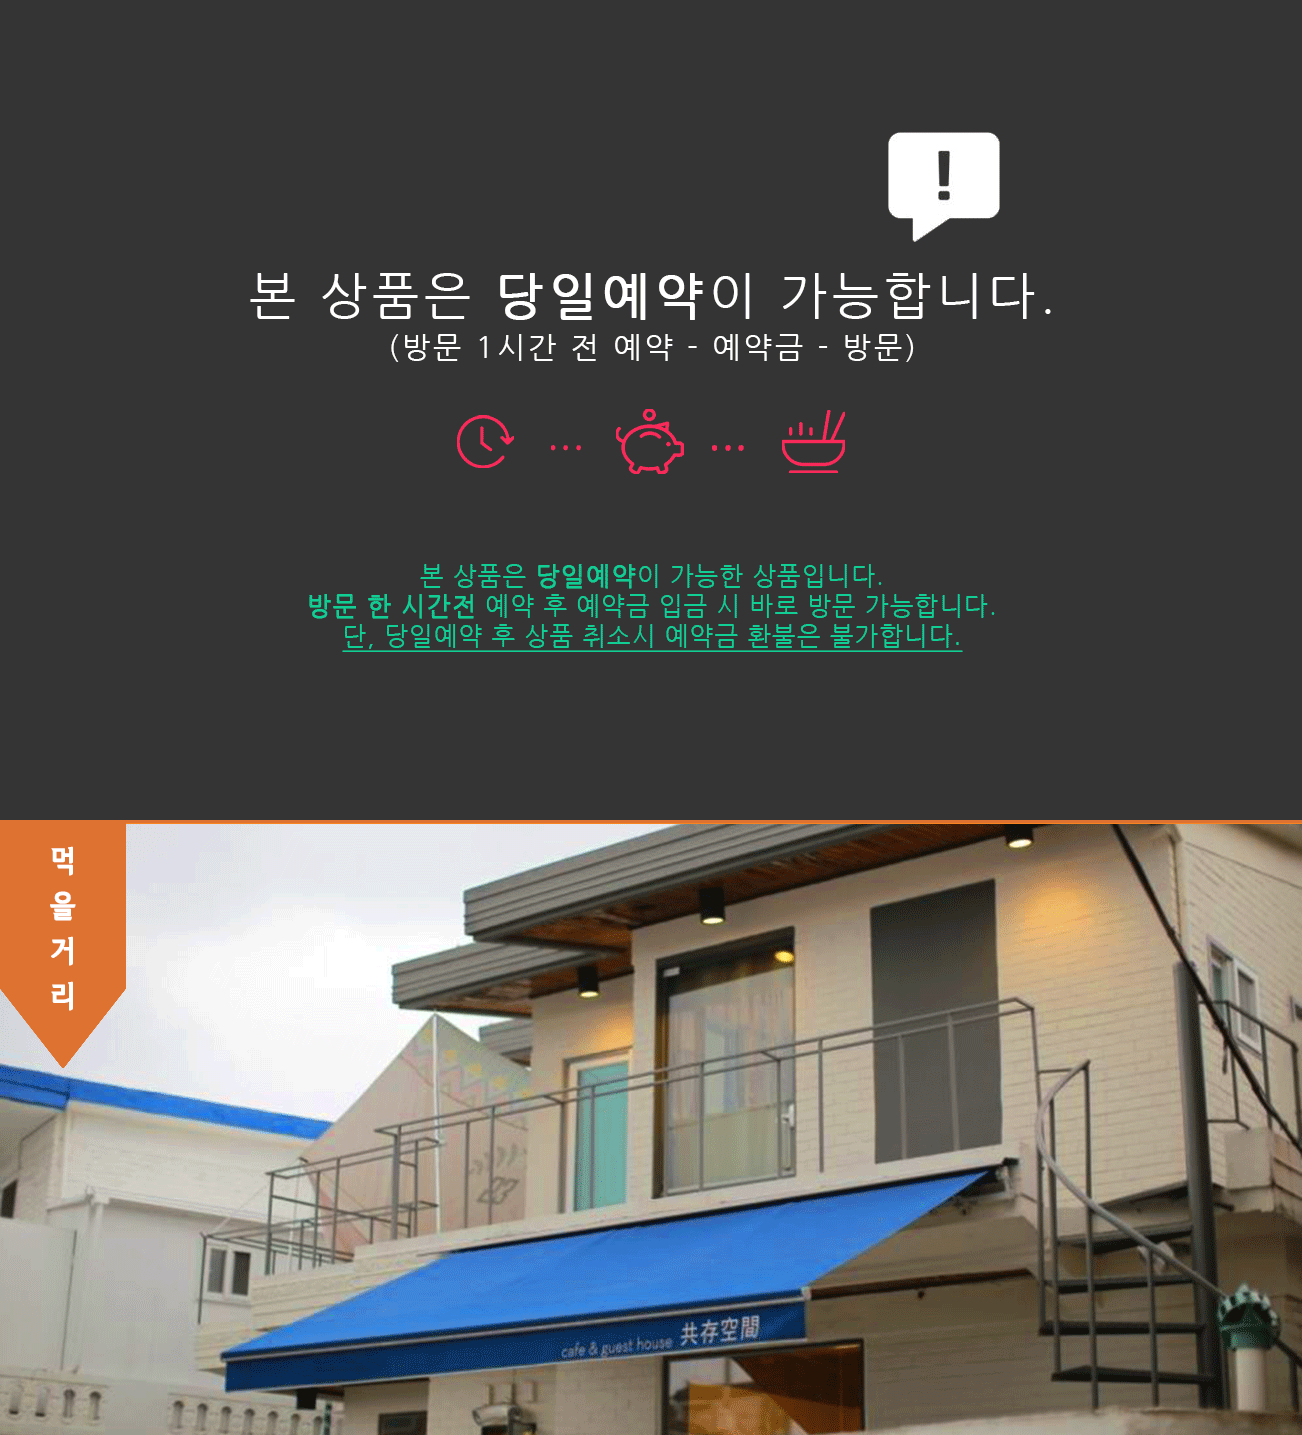 !
본 상품은 당일예약이 가능합니다.
(방문 1시간 전 예약 - 예약금 - 방문)
본 상품은 당일예약이 가능한 상품입니다.
방문 한 시간전 예약 후 예약금 입금 시 바로 방문 가능합니다.
단, 당일예약 후 상품 취소시 예약금 환불은 불가합니다.
먹을거리
cafe & guest house 共存空間